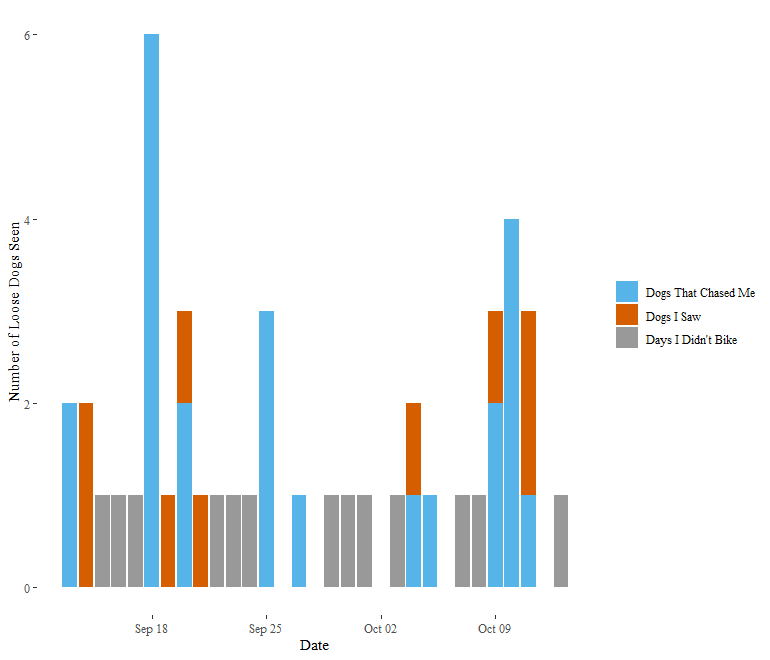 6
4
2
0
Number of Loose Dogs Seen
Sep 18
Sep 25
Oct 02
Oct 09
Date
Dogs That Chased Me
Dogs I Saw
Days I Didn't Bike